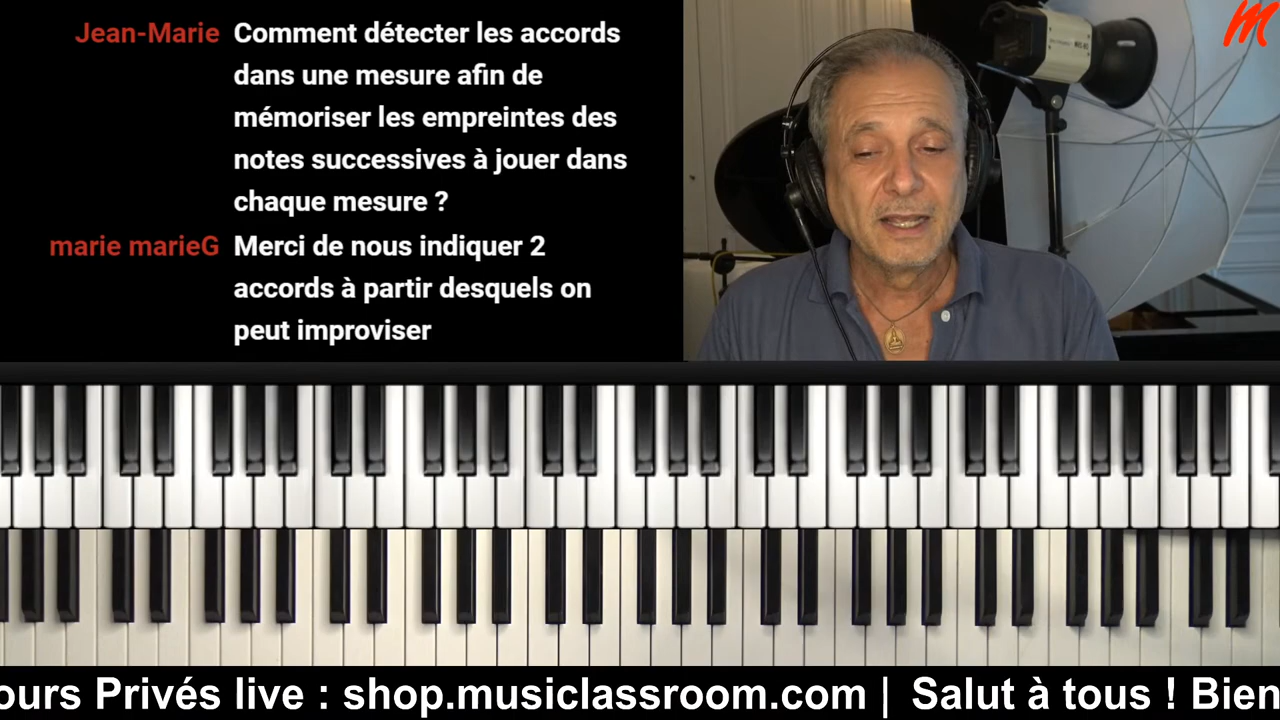 Jean-Marie Comment détecter les accords
dans une mesure afin de
mémoriser les empreintes des
notes successives à jouer dans
chaque mesure ?
marie marieG Merci de nous indiquer 2
accords à partir desquels on
peut improviser
M
ours Privés live : shop.musiclassroom.com | Salut à tous ! Bien